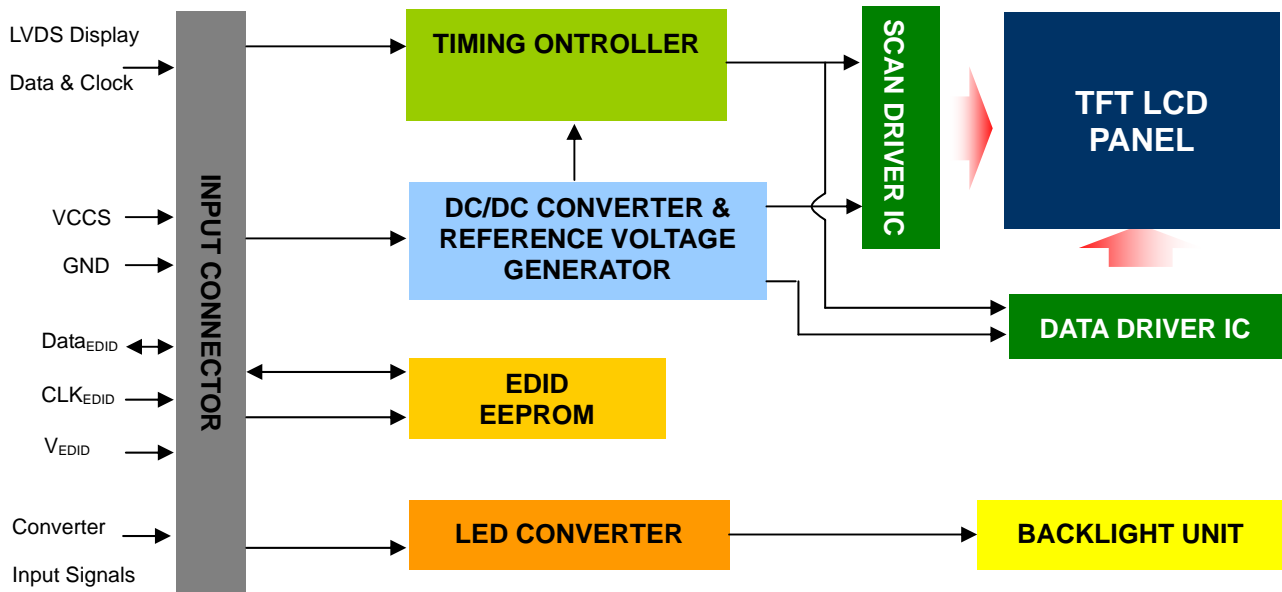 LVDS Display
Data & Clock
VCCS
GND
DataEDID
CLKEDID
VEDID
Converter
Input Signals
INPUT CONNECTOR
TIMING ONTROLLER
DC/DC CONVERTER &
REFERENCE VOLTAGE
GENERATOR
EDID
EEPROM
LED CONVERTER
SCAN DRIVER IC
TFT LCD
PANEL
DATA DRIVER IC
BACKLIGHT UNIT